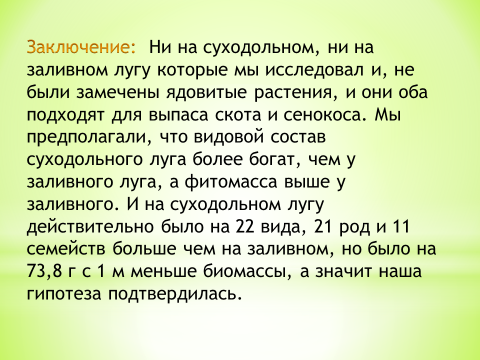 Заключение: Ни на суходольном, ни на
заливном лугу которые мы исследовал и, не
были замечены ядовитые растения, и они оба
подходят для выпаса скота и сенокоса. Мы
предполагали, что видовой состав
суходольного луга более богат, чем у
заливного луга, а фитомасса выше у
заливного. И на суходольном лугу
действительно было на 22 вида, 21 род и 11
семейств больше чем на заливном, но было на
73,8 г с 1 м меньше биомассы, а значит наша
гипотеза подтвердилась.